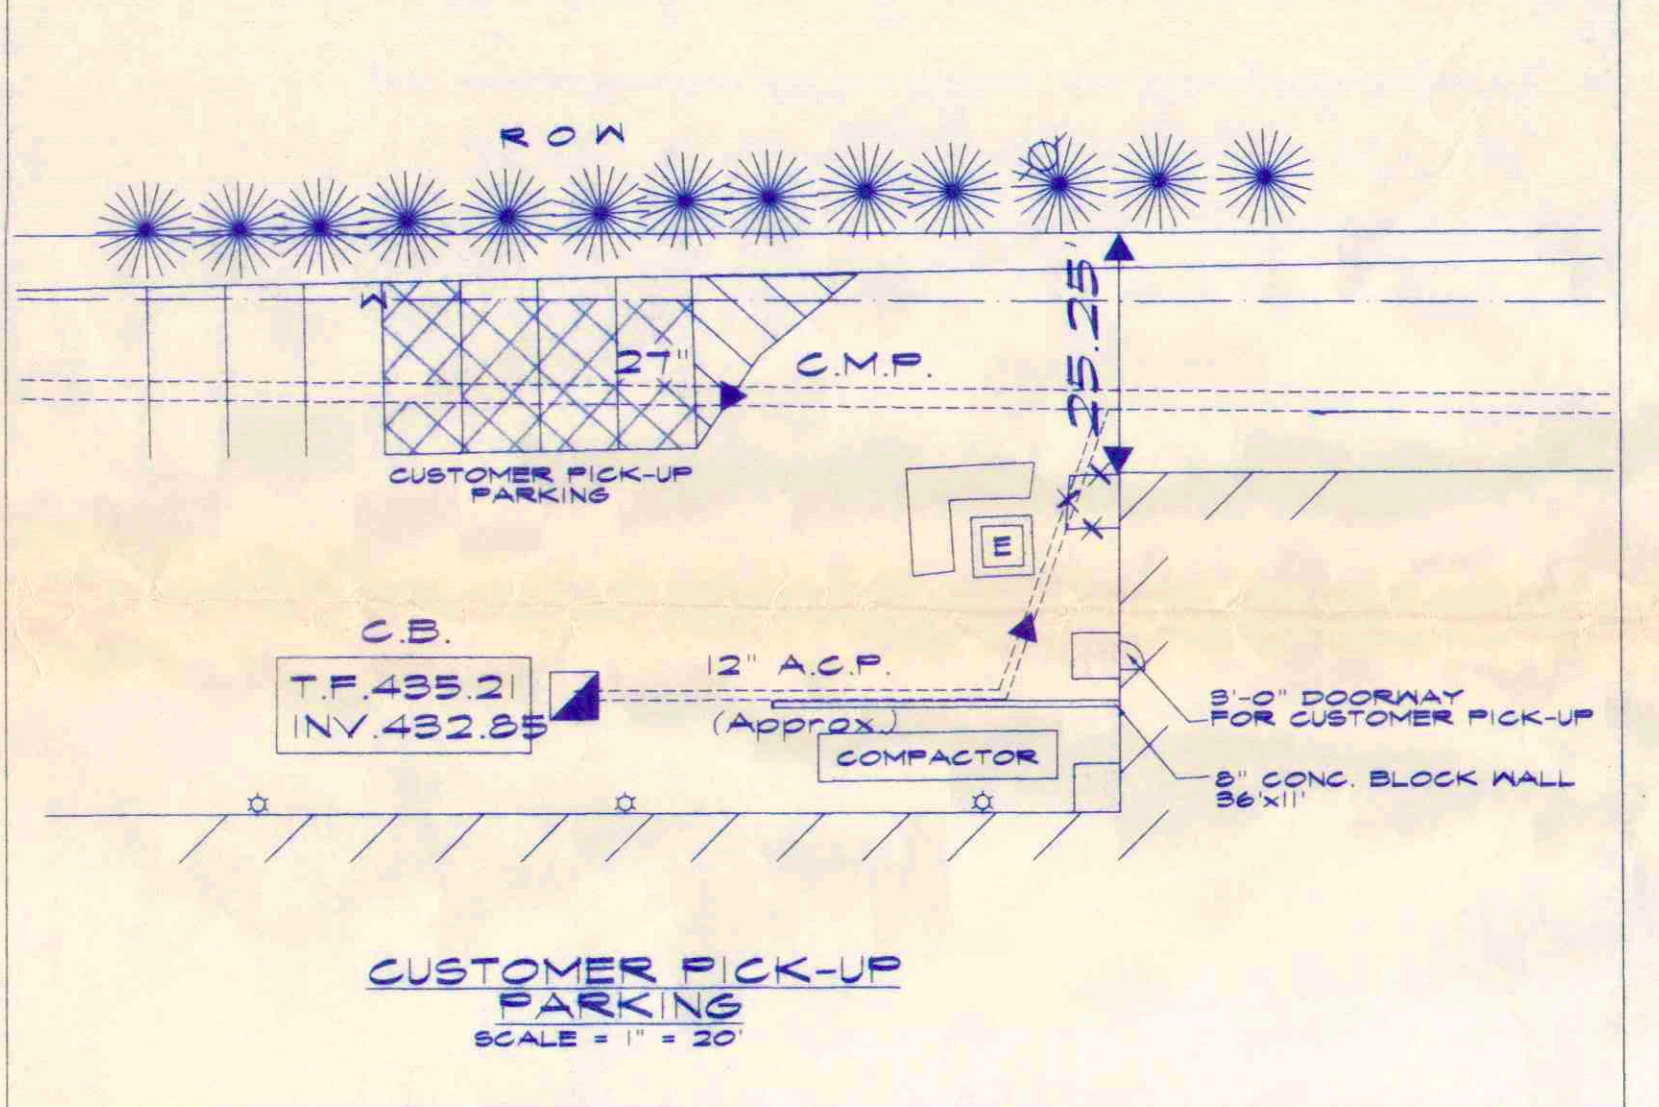 ROW
W
25.25'
27" C.M.P.
CUSTOMER PICK-UP
PARKING
E
C.B.
T.F.435.21
INV.432.85
12" A.C.P.
(Approx.)
COMPACTOR
3'-0" DOORWAY
FOR CUSTOMER PICK-UP
8" CONC. BLOCK WALL
36'x11'
CUSTOMER PICK-UP
PARKING
SCALE = 1" = 20'